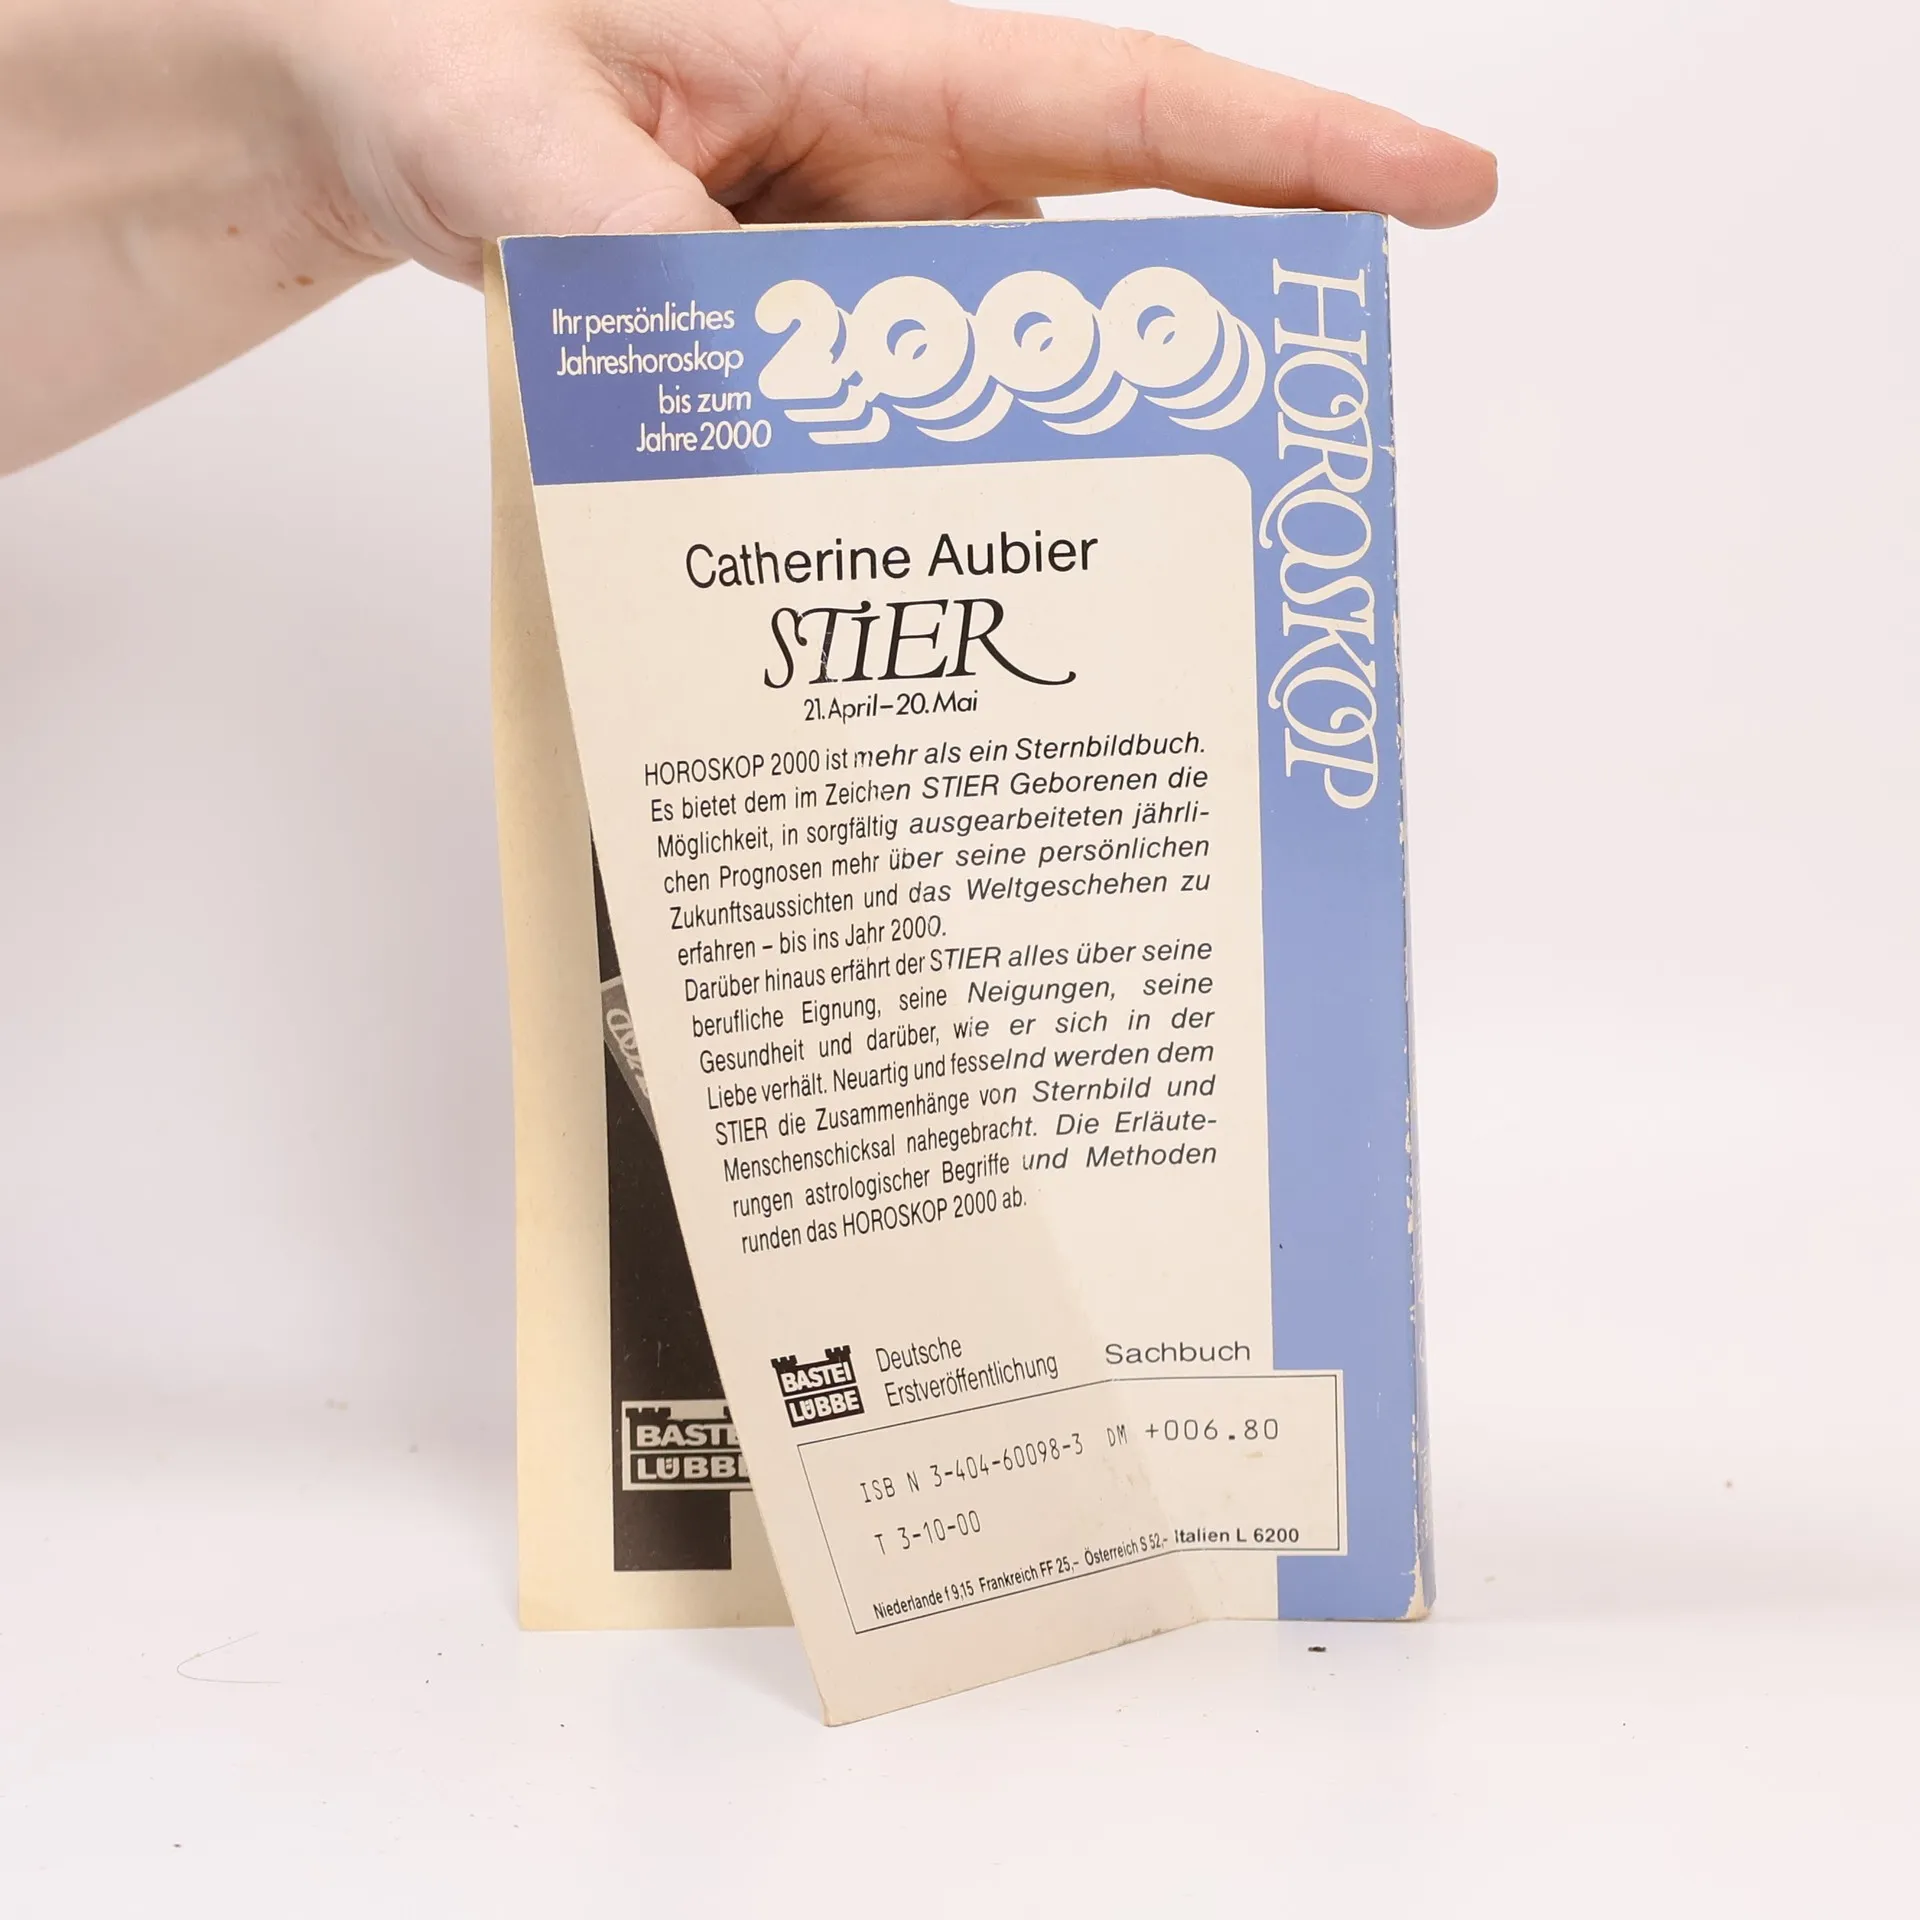 Ihr persönliches
Jahreshoroskop
bis zum
Jahre 2000
2000
HOROSKOP
Catherine Aubier
STiER
21. April–20. Mai
HOROSKOP 2000 ist mehr als ein Sternbildbuch.
Es bietet dem im Zeichen STIER Geborenen die
Möglichkeit, in sorgfältig ausgearbeiteten jährli-
chen Prognosen mehr über seine persönlichen
Zukunftsaussichten und das Weltgeschehen zu
erfahren – bis ins Jahr 2000.
Darüber hinaus erfährt der STIER alles über seine
berufliche Eignung, seine Neigungen, seine
Gesundheit und darüber, wie er sich in der
Liebe verhält. Neuartig und fesselnd werden dem
STIER die Zusammenhänge von Sternbild und
Menschenschicksal nahegebracht. Die Erläute-
rungen astrologischer Begriffe und Methoden
runden das HOROSKOP 2000 ab.
BASTEI
LÜBBE
Deutsche
Erstveröffentlichung
Sachbuch
ISB N 3-404-60098-3 DM +006.80
T 3-10-00
Niederlande f 9,15 Frankreich FF 25,- Österreich S 52,- Italien L 6200
BASTE
LÜBB